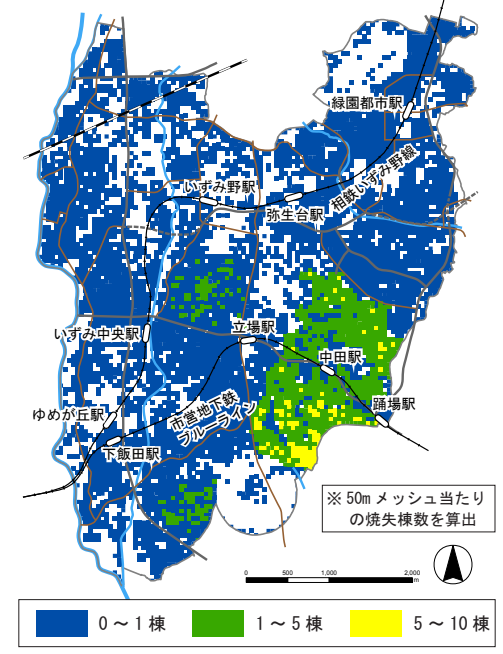 緑園都市駅
相鉄いずみ野線
いずみ野駅
弥生台駅
いずみ中央駅
立場駅
中田駅
踊場駅
ゆめが丘駅
市営地下鉄
ブルーライン
下飯田駅
※50mメッシュ当たり
の焼失棟数を算出
0 500 1,000 2,000
m
0～1棟 1～5棟 5～10棟